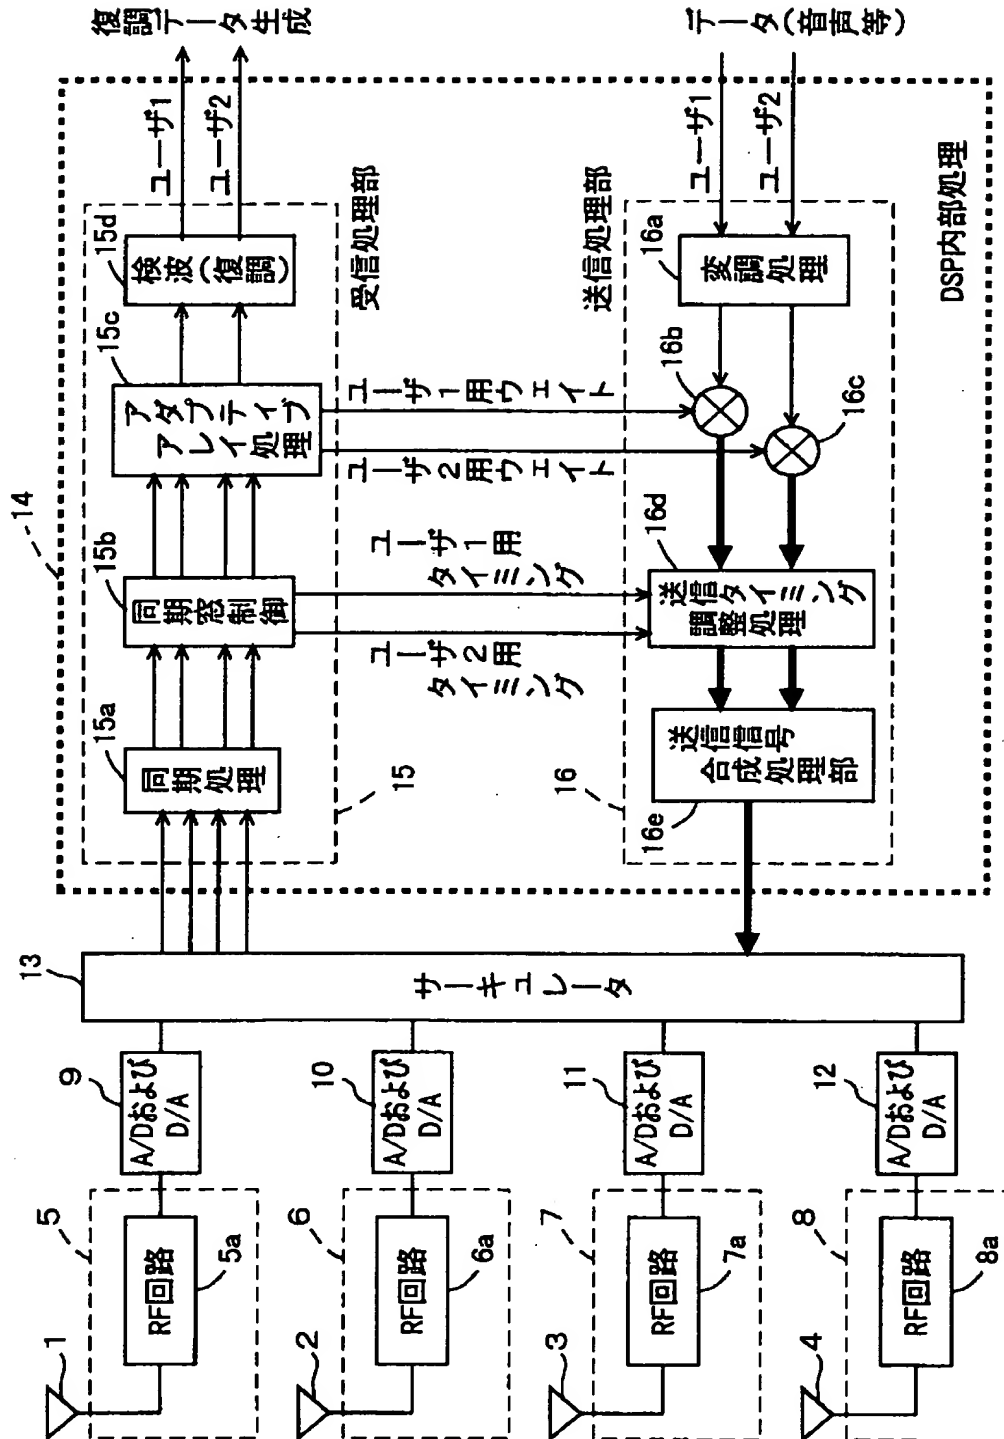 1
5
RF回路
5a
9
A/Dおよび
D/A
2
6
RF回路
6a
10
A/Dおよび
D/A
3
7
RF回路
7a
11
A/Dおよび
D/A
4
8
RF回路
8a
12
A/Dおよび
D/A
13
サーキュレータ
14
15a
同期処理
15b
同期窓制御
15c
アダプティブ
アレイ処理
15d
検波(復調)
ユーザ1
ユーザ2
復調データ生成
15
受信処理部
ユーザ1用
タイミング
ユーザ2用
タイミング
ユーザ1用ウェイト
ユーザ2用ウェイト
16
送信処理部
16e
送信信号
合成処理部
16d
送信タイミング
調整処理
16b
16c
16a
変調処理
ユーザ1
ユーザ2
データ(音声等)
DSP内部処理